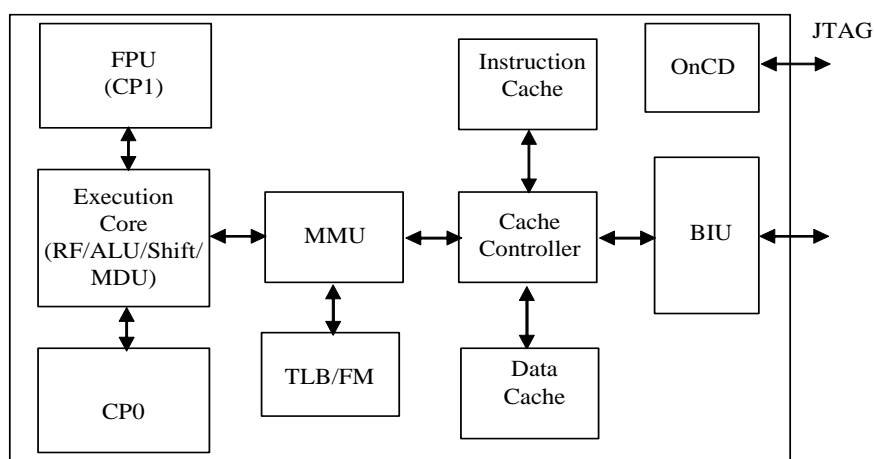 FPU
(CP1)
Instruction
Cache
OnCD
JTAG
Execution
Core
(RF/ALU/Shift/
MDU)
MMU
Cache
Controller
BIU
CP0
TLB/FM
Data
Cache